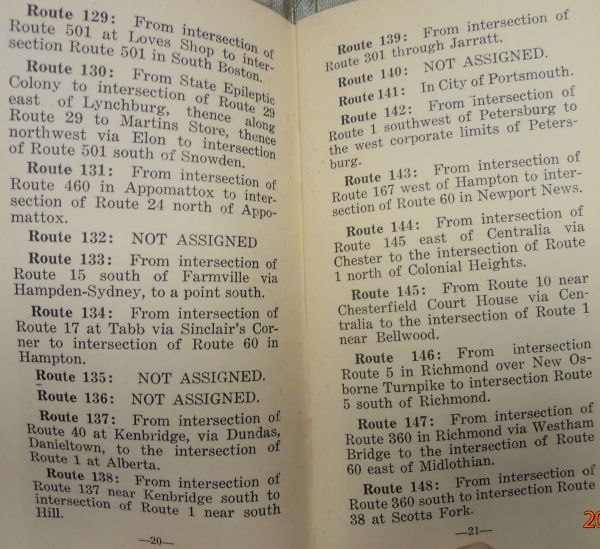 Route 129: From intersection of
Route 501 at Loves Shop to inter-
section Route 501 in South Boston.
Route 130: From State Epileptic
Colony to intersection of Route 29
east of Lynchburg, thence along
Route 29 to Martins Store, thence
northwest via Elon to intersection
of Route 501 south of Snowden.
Route 131: From intersection of
Route 460 in Appomattox to inter-
section of Route 24 north of Appo-
mattox.
Route 132: NOT ASSIGNED
Route 133: From intersection of
Route 15 south of Farmville via
Hampden-Sydney, to a point south.
Route 134: From intersection of
Route 17 at Tabb via Sinclair's Cor-
ner to intersection of Route 60 in
Hampton.
Route 135: NOT ASSIGNED.
Route 136: NOT ASSIGNED.
Route 137: From intersection of
Route 40 at Kenbridge, via Dundas,
Danieltown, to the intersection of
Route 1 at Alberta.
Route 138: From intersection of
Route 137 near Kenbridge south to
intersection of Route 1 near south
Hill.
—20—
Route 139: From intersection of
Route 301 through Jarratt.
Route 140: NOT ASSIGNED.
Route 141: In City of Portsmouth.
Route 142: From intersection of
Route 1 southwest of Petersburg to
the west corporate limits of Peters-
burg.
Route 143: From intersection of
Route 167 west of Hampton to inter-
section of Route 60 in Newport News.
Route 144: From intersection of
Route 145 east of Centralia via
Chester to the intersection of Route
1 north of Colonial Heights.
Route 145: From Route 10 near
Chesterfield Court House via Cen-
tralia to the intersection of Route 1
near Bellwood.
Route 146: From intersection
Route 5 in Richmond over New Os-
borne Turnpike to intersection Route
5 south of Richmond.
Route 147: From intersection of
Route 360 in Richmond via Westham
Bridge to the intersection of Route
60 east of Midlothian.
Route 148: From intersection of
Route 360 south to intersection Route
38 at Scotts Fork.
—21—
20